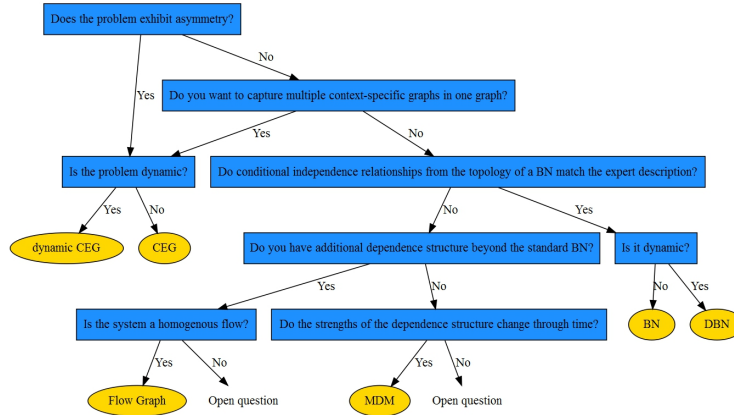 Does the problem exhibit asymmetry?
No
Do you want to capture multiple context-specific graphs in one graph?
Yes
Yes
No
Is the problem dynamic?
Do conditional independence relationships from the topology of a BN match the expert description?
Yes
No
No
Yes
dynamic CEG
CEG
Do you have additional dependence structure beyond the standard BN?
Is it dynamic?
Yes
No
No
Yes
Is the system a homogenous flow?
Do the strengths of the dependence structure change through time?
BN
DBN
Yes
No
Yes
No
Flow Graph
Open question
MDM
Open question